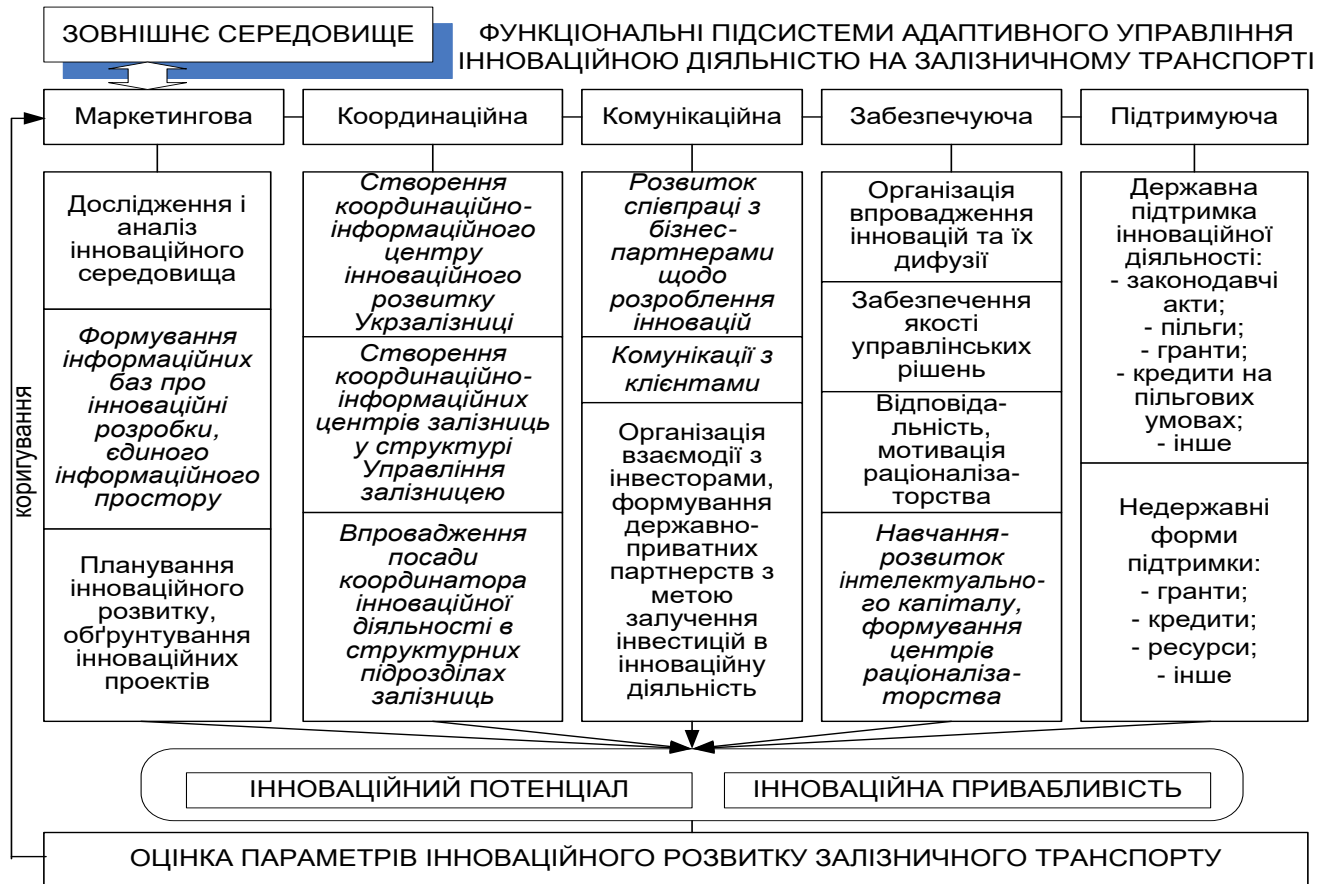 ЗОВНІШНЄ СЕРЕДОВИЩЕ
ФУНКЦІОНАЛЬНІ ПІДСИСТЕМИ АДАПТИВНОГО УПРАВЛІННЯ
ІННОВАЦІЙНОЮ ДІЯЛЬНІСТЮ НА ЗАЛІЗНИЧНОМУ ТРАНСПОРТІ
Маркетингова
Координаційна
Комунікаційна
Забезпечуюча
Підтримуюча
Дослідження і
аналіз
інноваційного
середовища
Формування
інформаційних
баз про
інноваційні
розробки,
єдиного
інформаційного
простору
Планування
інноваційного
розвитку,
обґрунтування
інноваційних
проектів
Створення
координаційно-
інформаційного
центру
інноваційного
розвитку
Укрзалізниці
Створення
координаційно-
інформаційних
центрів залізниць
у структурі
Управління
залізницею
Впровадження
посади
координатора
інноваційної
діяльності в
структурних
підрозділах
залізниць
Розвиток
співпраці з
бізнес-
партнерами
щодо
розроблення
інновацій
Комунікації з
клієнтами
Організація
взаємодії з
інвесторами,
формування
державно-
приватних
партнерств з
метою
залучення
інвестицій в
інноваційну
діяльність
Організація
впровадження
інновацій та їх
дифузії
Забезпечення
якості
управлінських
рішень
Відповіда-
льність,
мотивація
раціоналіза-
торства
Навчання-
розвиток
інтелектуально-
го капіталу,
формування
центрів
раціоналіза-
торства
Державна
підтримка
інноваційної
діяльності:
- законодавчі
акти;
- пільги;
- гранти;
- кредити на
пільгових
умовах;
- інше
Недержавні
форми
підтримки:
- гранти;
- кредити;
- ресурси;
- інше
коригування
ІННОВАЦІЙНИЙ ПОТЕНЦІАЛ
ІННОВАЦІЙНА ПРИВАБЛИВІСТЬ
ОЦІНКА ПАРАМЕТРІВ ІННОВАЦІЙНОГО РОЗВИТКУ ЗАЛІЗНИЧНОГО ТРАНСПОРТУ